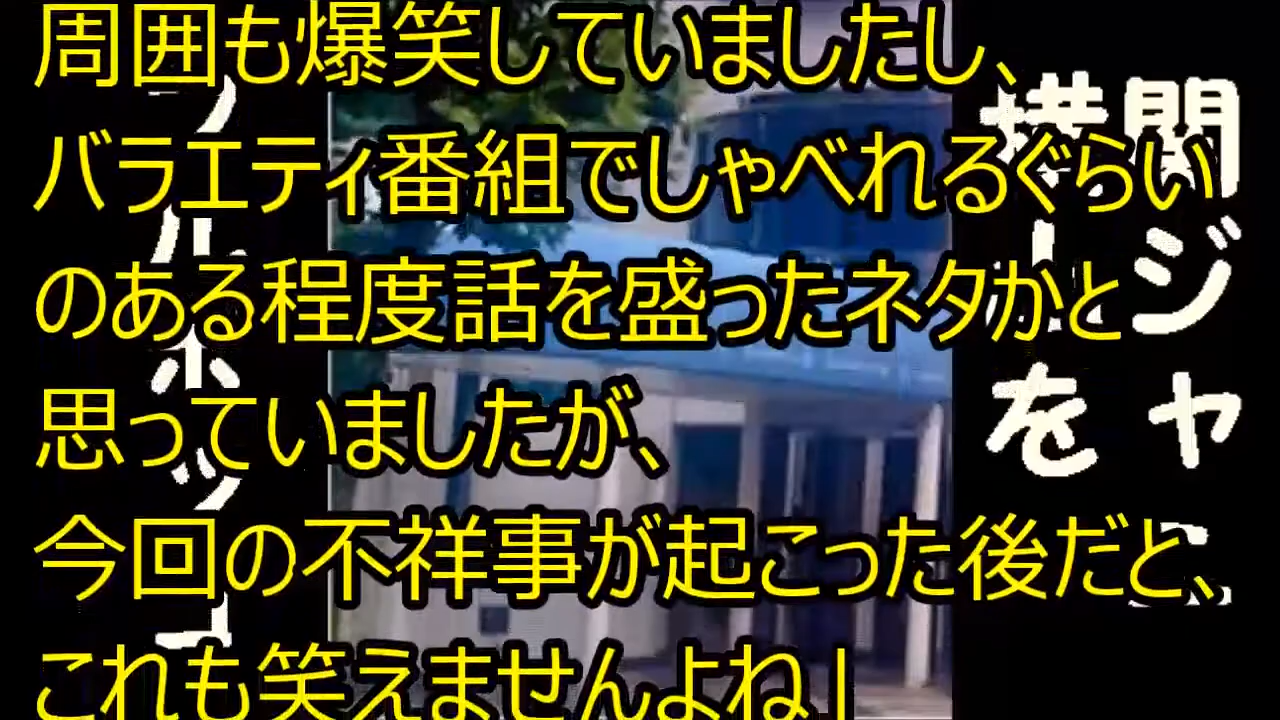 周囲も爆笑していましたし、
バラエティ番組でしゃべれるぐらい
のある程度話を盛ったネタかと
思っていましたが、
今回の不祥事が起こった後だと、
これも笑えませんよね」
関ジャ